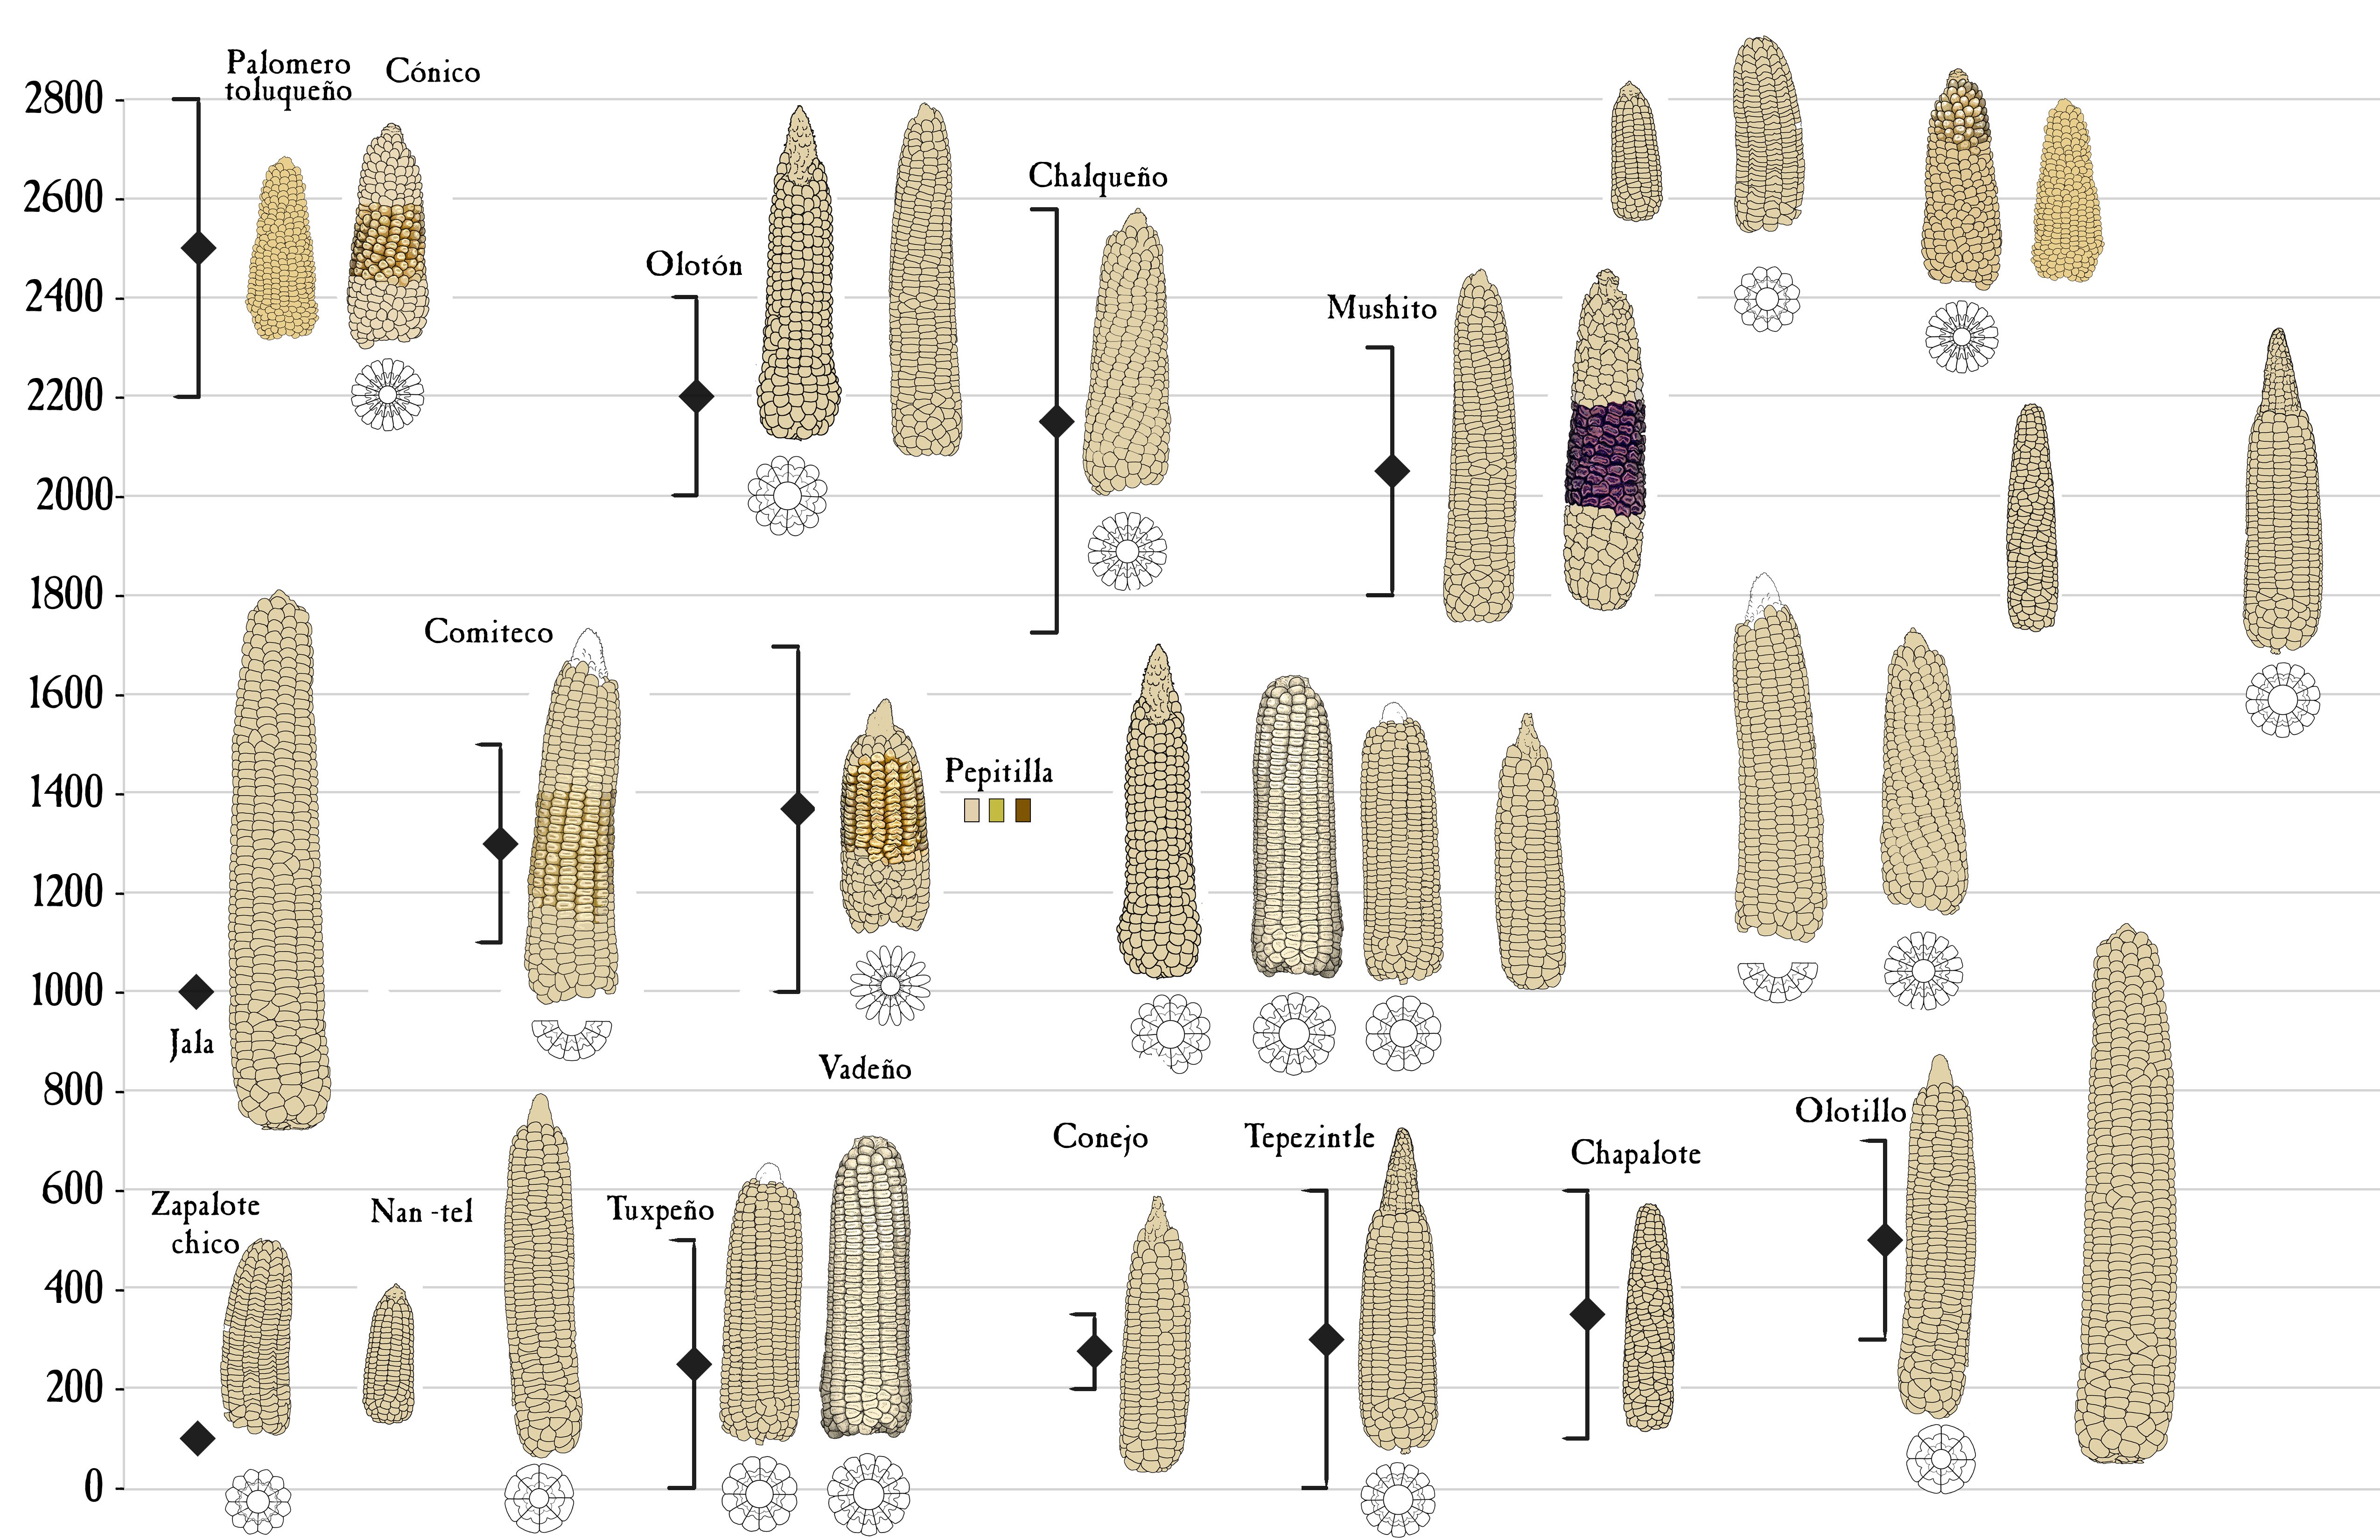 Palomero
toluqueño
Cónico
2800
2600
Chalqueño
Olotón
2400
Mushito
2200
2000
1800
Comiteco
1600
Pepitilla
1400
1200
1000
Jala
Vadeño
800
Olotillo
Conejo
Tepezintle
Chapalote
600
Zapalote
chico
Nan -tel
Tuxpeño
400
200
0